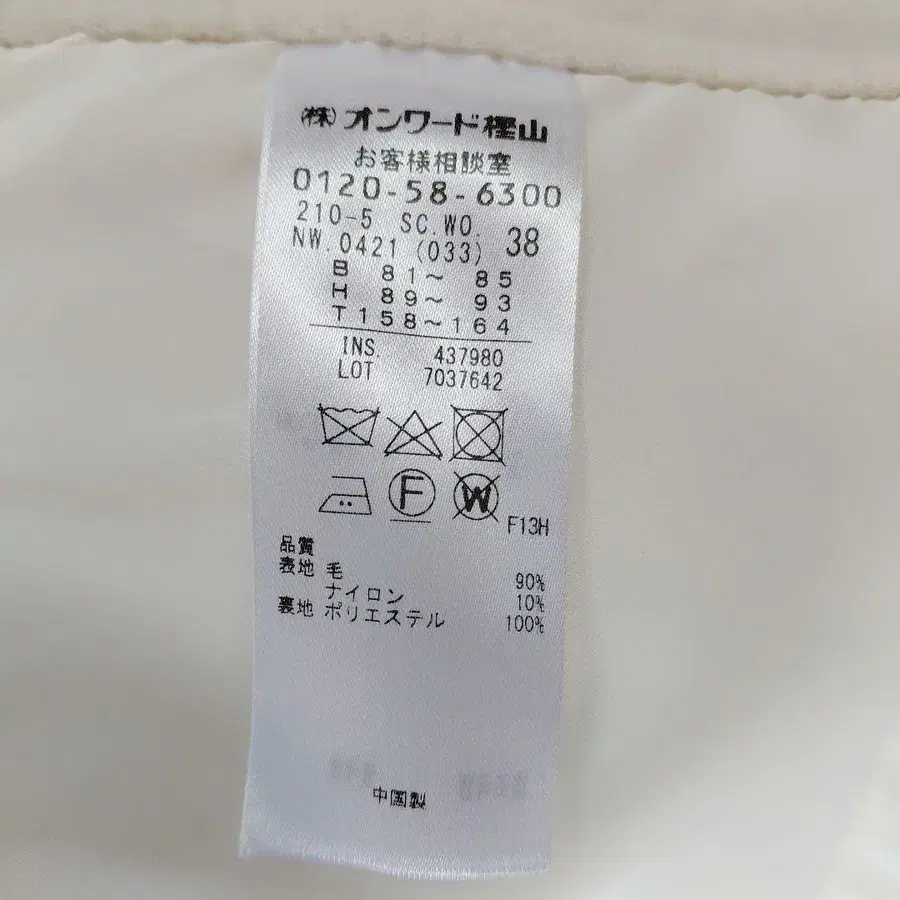 (株)オンワード樫山
お客様相談室
0120-58-6300
210-5 SC.WO. 38
NW.0421 (033)
B 81～ 85
H 89～ 93
T158～164
INS. 437980
LOT 7037642
F
W
F13H
品質
表地 毛 90%
ナイロン 10%
裏地 ポリエステル 100%
中国製